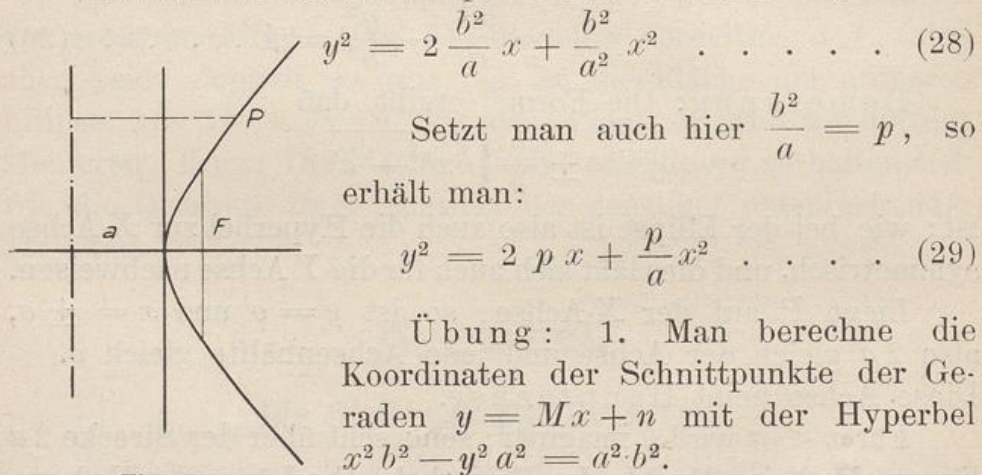 y² = 2 b²/a x + b²/a² x² . . . . . (28)
Setzt man auch hier b²/a = p, so
erhält man:
y² = 2 p x + p/a x² . . . . (29)
Übung: 1. Man berechne die
Koordinaten der Schnittpunkte der Ge-
raden y = Mx + n mit der Hyperbel
x² b² — y² a² = a²·b².
P
a
F